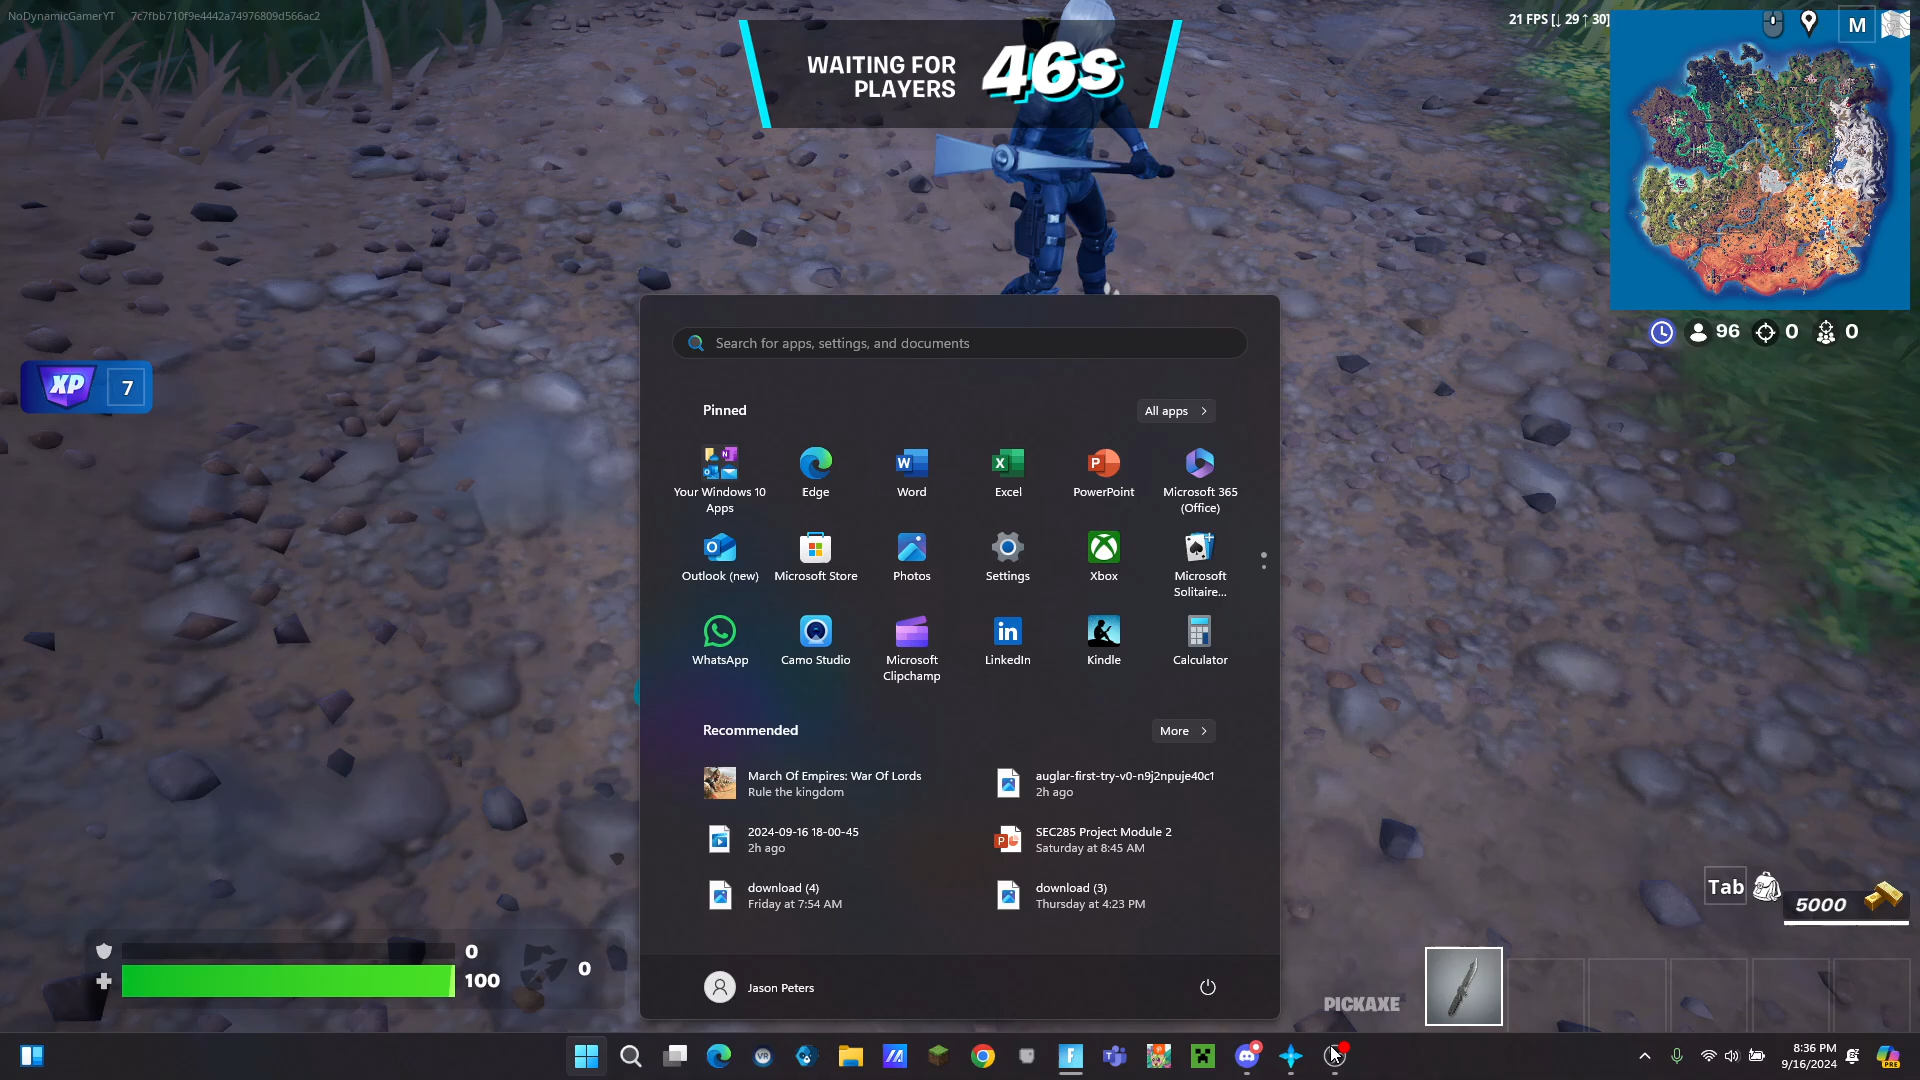 NoDynamicGamerYT 7c7fbb710f9e4442a74976809d566ac2
WAITING FOR
PLAYERS
46s
21 FPS [↓ 29 ↑ 30]
M
96 0 0
XP 7
Search for apps, settings, and documents
Pinned
All apps
Your Windows 10
Apps
Edge
Word
Excel
PowerPoint
Microsoft 365
(Office)
Outlook (new)
Microsoft Store
Photos
Settings
Xbox
Microsoft
Solitaire...
WhatsApp
Camo Studio
Microsoft
Clipchamp
LinkedIn
Kindle
Calculator
Recommended
More
March Of Empires: War Of Lords
Rule the kingdom
auglar-first-try-v0-n9j2npuje40c1
2h ago
2024-09-16 18-00-45
2h ago
SEC285 Project Module 2
Saturday at 8:45 AM
download (4)
Friday at 7:54 AM
download (3)
Thursday at 4:23 PM
Jason Peters
0
100
0
Tab
5000
PICKAXE
8:36 PM
9/16/2024